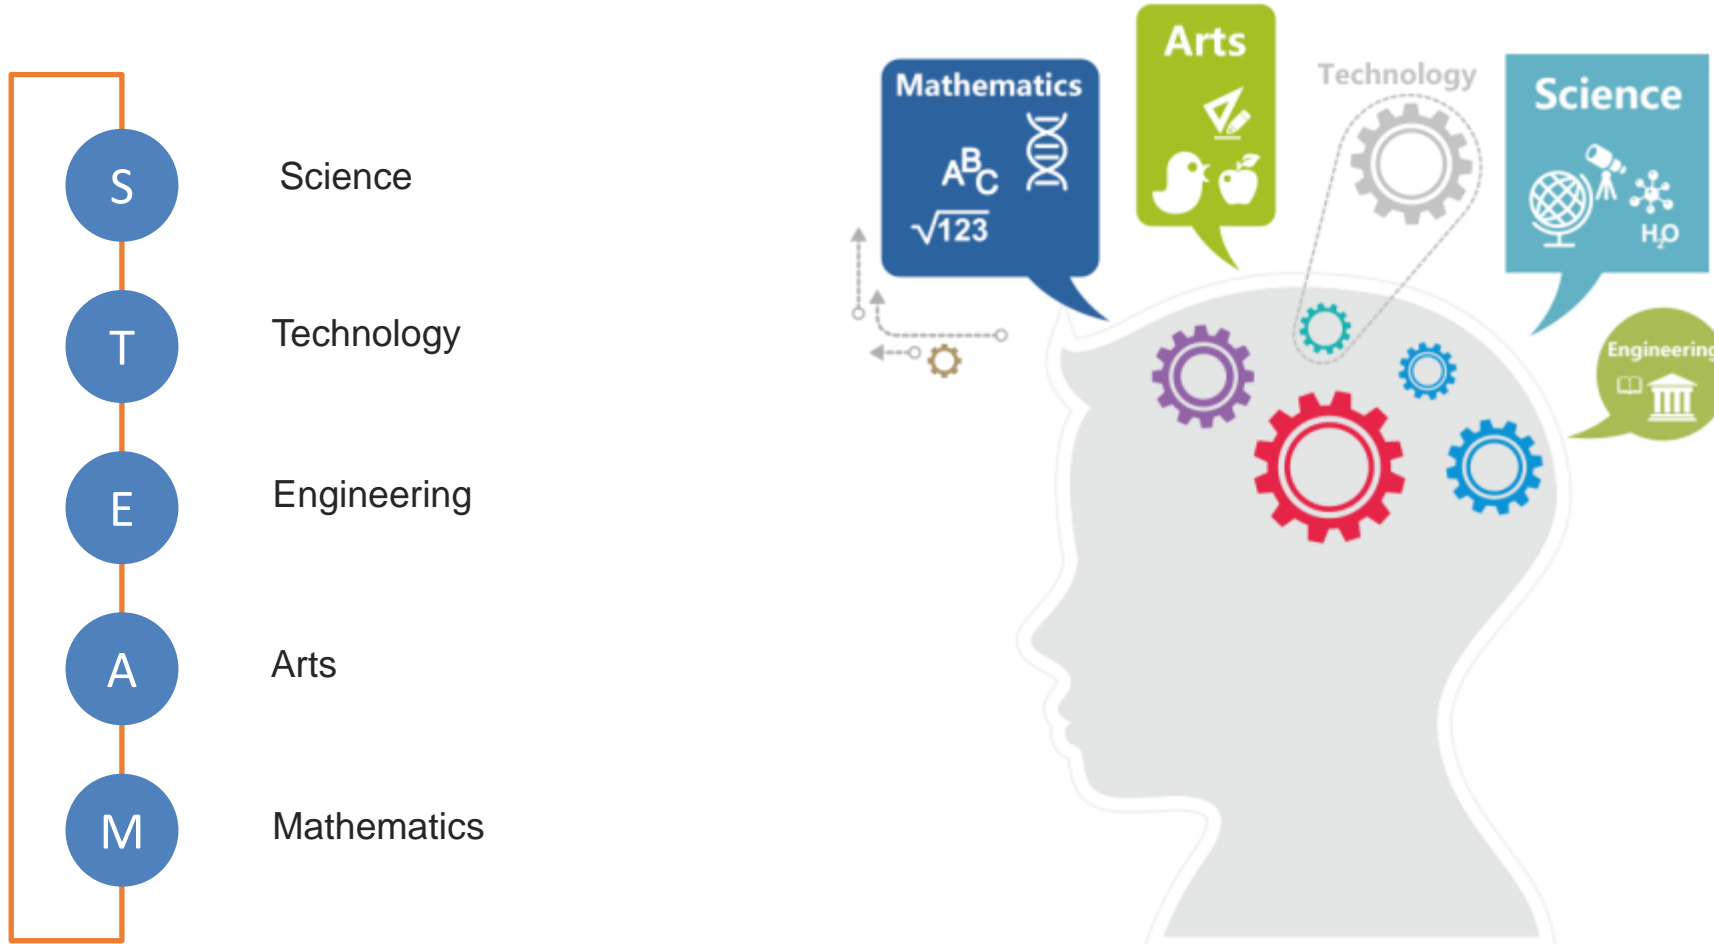 S
Science
T
Technology
E
Engineering
A
Arts
M
Mathematics
Mathematics
ABC
√123
Arts
Technology
Science
H2O
Engineering